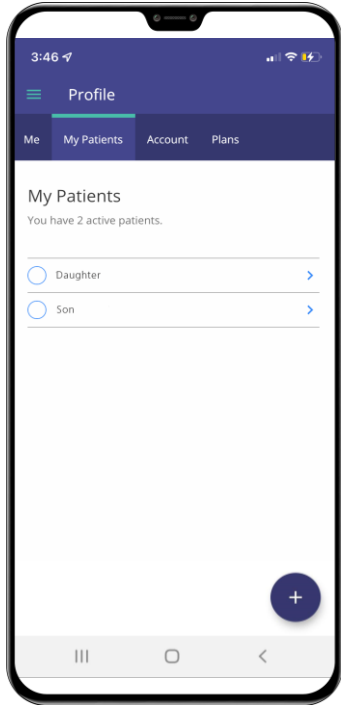 3:46
Profile
Me My Patients Account Plans
My Patients
You have 2 active patients.
Daughter
Son
+